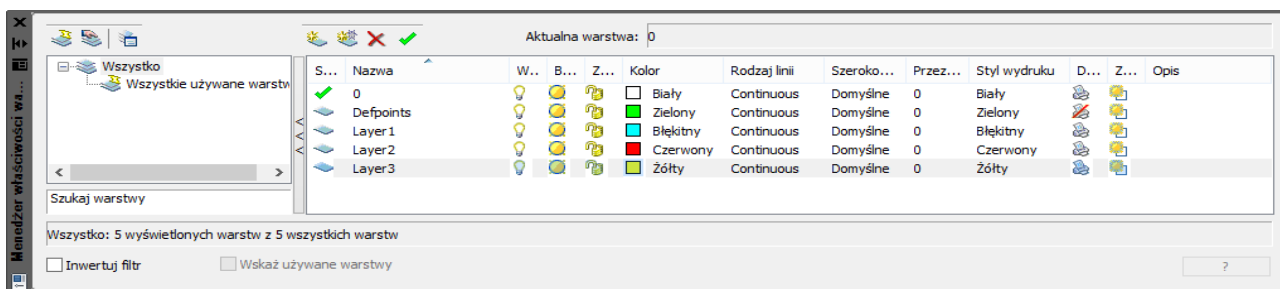 Menedżer właściwości wa...
Aktualna warstwa: 0
Wszystko
Wszystkie używane warstw
Szukaj warstwy
S... Nazwa W.. B... Z... Kolor Rodzaj linii Szeroko... Przez... Styl wydruku D... Z... Opis
0 Biały Continuous Domyślne 0 Biały
Defpoints Zielony Continuous Domyślne 0 Zielony
Layer1 Błękitny Continuous Domyślne 0 Błękitny
Layer2 Czerwony Continuous Domyślne 0 Czerwony
Layer3 Żółty Continuous Domyślne 0 Żółty
Wszystko: 5 wyświetlonych warstw z 5 wszystkich warstw
Inwertuj filtr Wskaż używane warstwy ?